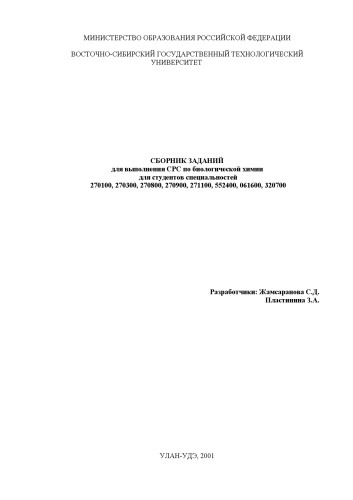 МИНИСТЕРСТВО ОБРАЗОВАНИЯ РОССИЙСКОЙ ФЕДЕРАЦИИ
ВОСТОЧНО-СИБИРСКИЙ ГОСУДАРСТВЕННЫЙ ТЕХНОЛОГИЧЕСКИЙ
УНИВЕРСИТЕТ
СБОРНИК ЗАДАНИЙ
для выполнения СРС по биологической химии
для студентов специальностей
270100, 270300, 270800, 270900, 271100, 552400, 061600, 320700
Разработчики: Жамсаранова С.Д.
Пластинина З.А.
УЛАН-УДЭ, 2001